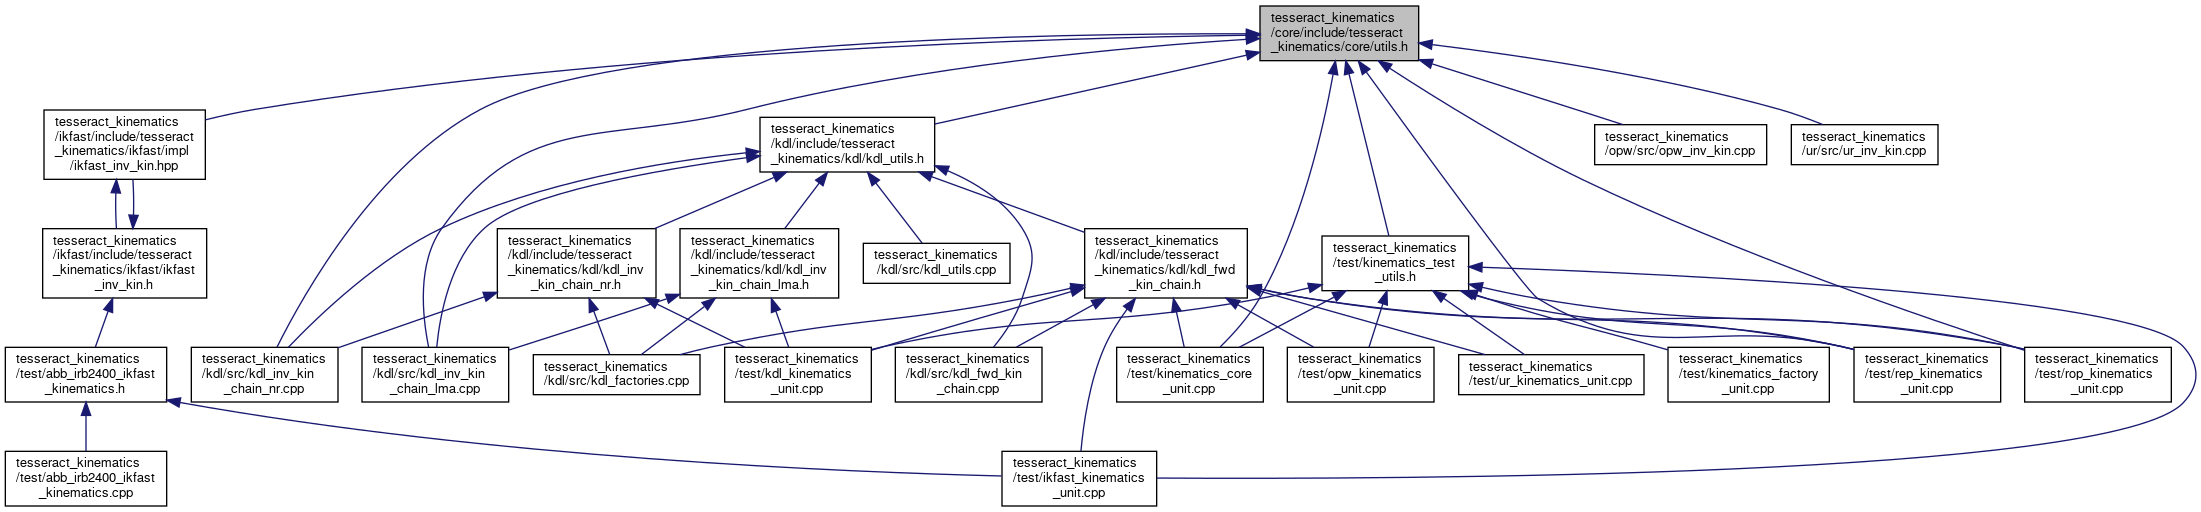 tesseract_kinematics
/core/include/tesseract
_kinematics/core/utils.h
tesseract_kinematics
/ikfast/include/tesseract
_kinematics/ikfast/impl
/ikfast_inv_kin.hpp
tesseract_kinematics
/kdl/include/tesseract
_kinematics/kdl/kdl_utils.h
tesseract_kinematics
/opw/src/opw_inv_kin.cpp
tesseract_kinematics
/ur/src/ur_inv_kin.cpp
tesseract_kinematics
/ikfast/include/tesseract
_kinematics/ikfast/ikfast
_inv_kin.h
tesseract_kinematics
/kdl/include/tesseract
_kinematics/kdl/kdl_inv
_kin_chain_nr.h
tesseract_kinematics
/kdl/include/tesseract
_kinematics/kdl/kdl_inv
_kin_chain_lma.h
tesseract_kinematics
/kdl/src/kdl_utils.cpp
tesseract_kinematics
/kdl/include/tesseract
_kinematics/kdl/kdl_fwd
_kin_chain.h
tesseract_kinematics
/test/kinematics_test
_utils.h
tesseract_kinematics
/test/abb_irb2400_ikfast
_kinematics.h
tesseract_kinematics
/kdl/src/kdl_inv_kin
_chain_nr.cpp
tesseract_kinematics
/kdl/src/kdl_inv_kin
_chain_lma.cpp
tesseract_kinematics
/kdl/src/kdl_factories.cpp
tesseract_kinematics
/test/kdl_kinematics
_unit.cpp
tesseract_kinematics
/kdl/src/kdl_fwd_kin
_chain.cpp
tesseract_kinematics
/test/kinematics_core
_unit.cpp
tesseract_kinematics
/test/opw_kinematics
_unit.cpp
tesseract_kinematics
/test/ur_kinematics_unit.cpp
tesseract_kinematics
/test/kinematics_factory
_unit.cpp
tesseract_kinematics
/test/rep_kinematics
_unit.cpp
tesseract_kinematics
/test/rop_kinematics
_unit.cpp
tesseract_kinematics
/test/abb_irb2400_ikfast
_kinematics.cpp
tesseract_kinematics
/test/ikfast_kinematics
_unit.cpp